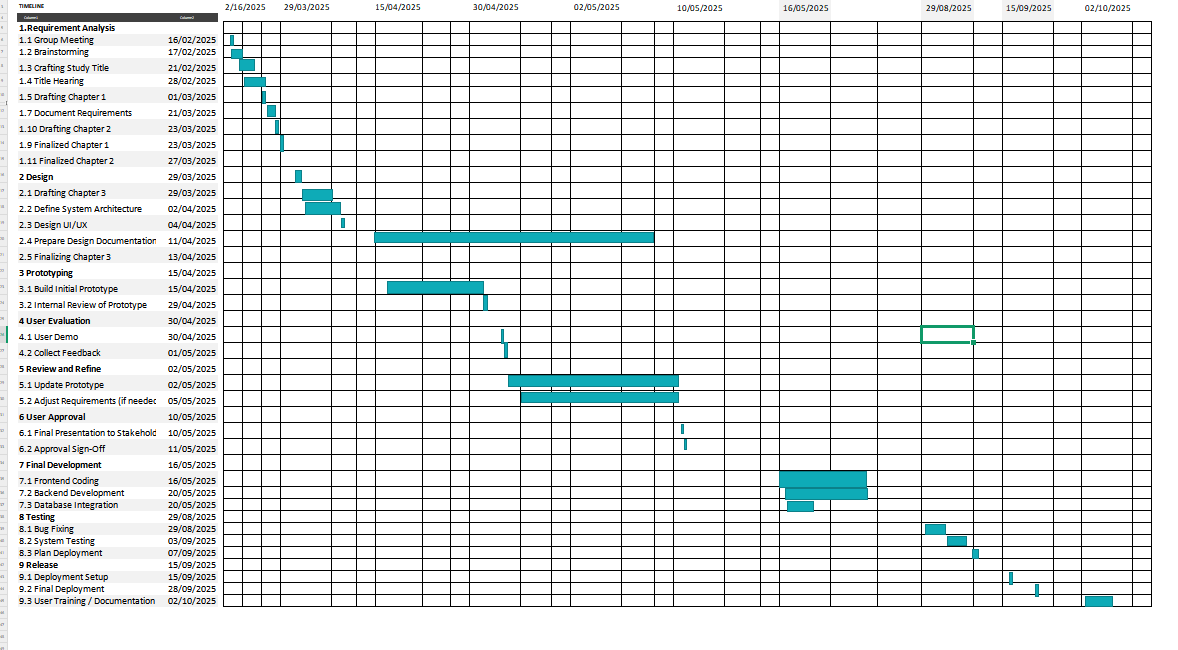 TIMELINE
2/16/2025 29/03/2025 15/04/2025 30/04/2025 02/05/2025 10/05/2025 16/05/2025 29/08/2025 15/09/2025 02/10/2025
Column1 Column2
1.Requirement Analysis
1.1 Group Meeting 16/02/2025
1.2 Brainstorming 17/02/2025
1.3 Crafting Study Title 21/02/2025
1.4 Title Hearing 28/02/2025
1.5 Drafting Chapter 1 01/03/2025
1.7 Document Requirements 21/03/2025
1.10 Drafting Chapter 2 23/03/2025
1.9 Finalized Chapter 1 23/03/2025
1.11 Finalized Chapter 2 27/03/2025
2 Design 29/03/2025
2.1 Drafting Chapter 3 29/03/2025
2.2 Define System Architecture 02/04/2025
2.3 Design UI/UX 04/04/2025
2.4 Prepare Design Documentation 11/04/2025
2.5 Finalizing Chapter 3 13/04/2025
3 Prototyping 15/04/2025
3.1 Build Initial Prototype 15/04/2025
3.2 Internal Review of Prototype 29/04/2025
4 User Evaluation 30/04/2025
4.1 User Demo 30/04/2025
4.2 Collect Feedback 01/05/2025
5 Review and Refine 02/05/2025
5.1 Update Prototype 02/05/2025
5.2 Adjust Requirements (if needec 05/05/2025
6 User Approval 10/05/2025
6.1 Final Presentation to Stakehold 10/05/2025
6.2 Approval Sign-Off 11/05/2025
7 Final Development 16/05/2025
7.1 Frontend Coding 16/05/2025
7.2 Backend Development 20/05/2025
7.3 Database Integration 20/05/2025
8 Testing 29/08/2025
8.1 Bug Fixing 29/08/2025
8.2 System Testing 03/09/2025
8.3 Plan Deployment 07/09/2025
9 Release 15/09/2025
9.1 Deployment Setup 15/09/2025
9.2 Final Deployment 28/09/2025
9.3 User Training / Documentation 02/10/2025